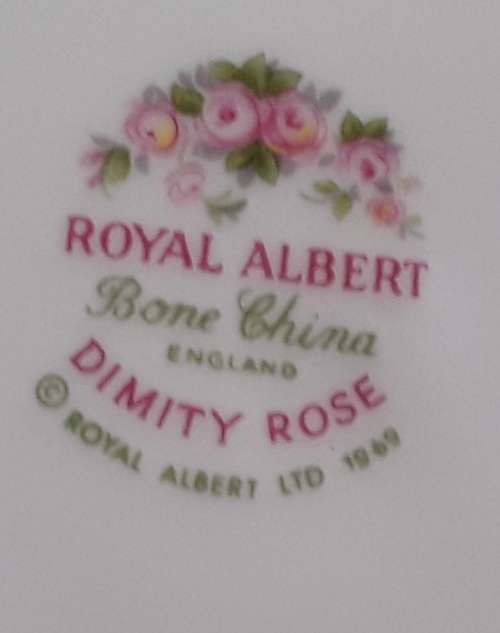 ROYAL ALBERT
Bone China
ENGLAND
DIMITY ROSE
© ROYAL ALBERT LTD 1969